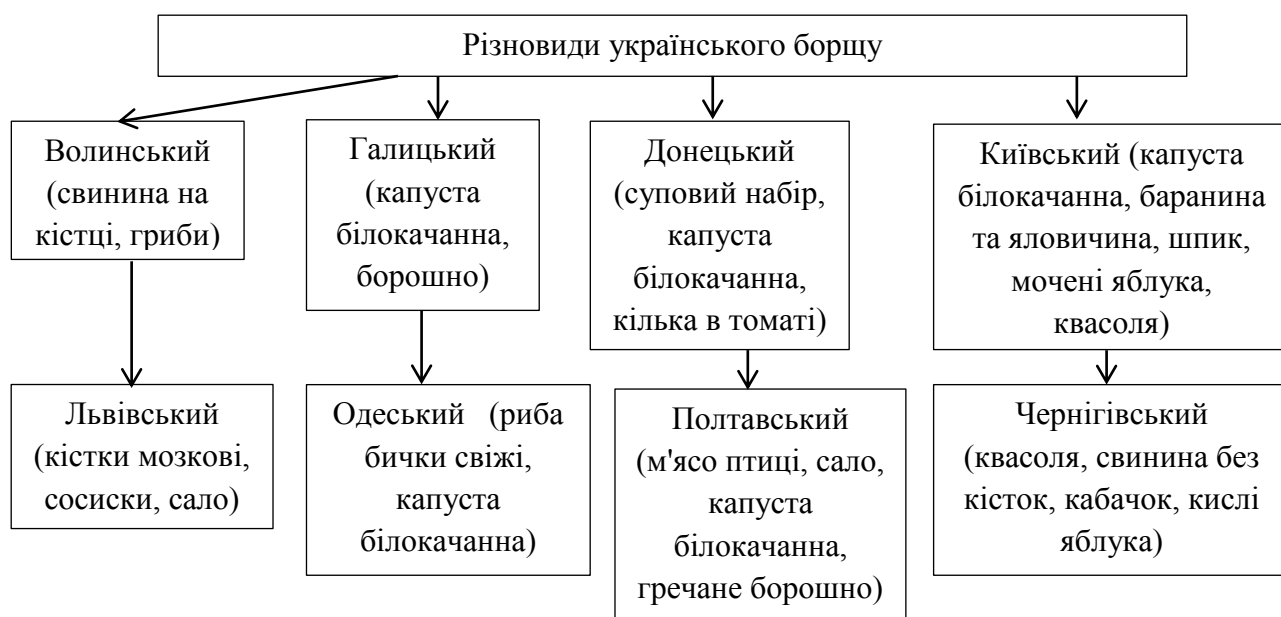 Різновиди українського борщу
Волинський
(свинина на
кістці, гриби)
Галицький
(капуста
білокачанна,
борошно)
Донецький
(суповий набір,
капуста
білокачанна,
кілька в томаті)
Київський (капуста
білокачанна, баранина
та яловичина, шпик,
мочені яблука,
квасоля)
Львівський
(кістки мозкові,
сосиски, сало)
Одеський (риба
бички свіжі,
капуста
білокачанна)
Полтавський
(м'ясо птиці, сало,
капуста
білокачанна,
гречане борошно)
Чернігівський
(квасоля, свинина без
кісток, кабачок, кислі
яблука)